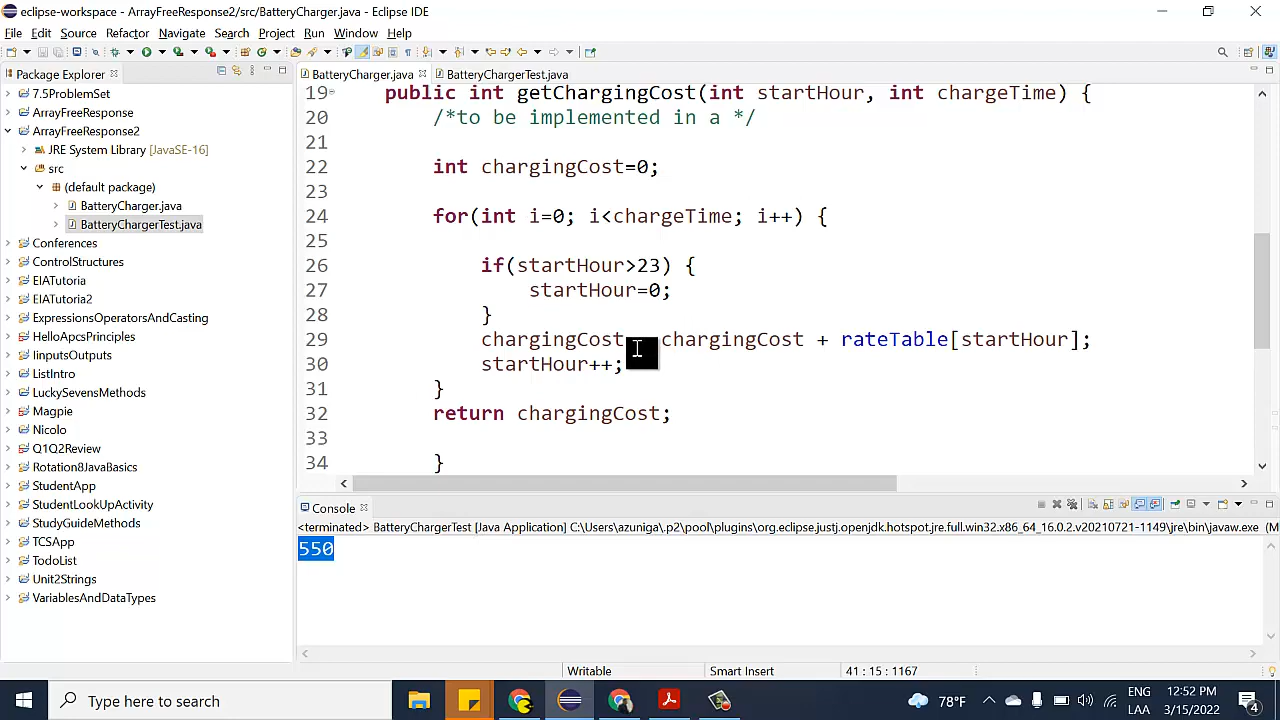 eclipse-workspace - ArrayFreeResponse2/src/BatteryCharger.java - Eclipse IDE
File Edit Source Refactor Navigate Search Project Run Window Help
Package Explorer
7.5ProblemSet
ArrayFreeResponse
ArrayFreeResponse2
JRE System Library [JavaSE-16]
src
(default package)
BatteryCharger.java
BatteryChargerTest.java
Conferences
ControlStructures
EIATutoria
EIATutoria2
ExpressionsOperatorsAndCasting
HelloApcsPrinciples
IinputsOutputs
ListIntro
LuckySevensMethods
Magpie
Nicolo
Q1Q2Review
Rotation8JavaBasics
StudentApp
StudentLookUpActivity
StudyGuideMethods
TCSApp
TodoList
Unit2Strings
VariablesAndDataTypes
BatteryCharger.java BatteryChargerTest.java
19 public int getChargingCost(int startHour, int chargeTime) {
20 /*to be implemented in a */
21
22 int chargingCost=0;
23
24 for(int i=0; i<chargeTime; i++) {
25
26 if(startHour>23) {
27 startHour=0;
28 }
29 chargingCost chargingCost + rateTable[startHour];
30 startHour++;
31 }
32 return chargingCost;
33
34 }
Console
<terminated> BatteryChargerTest [Java Application] C:\Users\azuniga\.p2\pool\plugins\org.eclipse.justj.openjdk.hotspot.jre.full.win32.x86_64_16.0.2.v20210721-1149\jre\bin\javaw.exe (M
550
Writable Smart Insert 41 : 15 : 1167
Type here to search
78°F
ENG
LAA
12:52 PM
3/15/2022
4